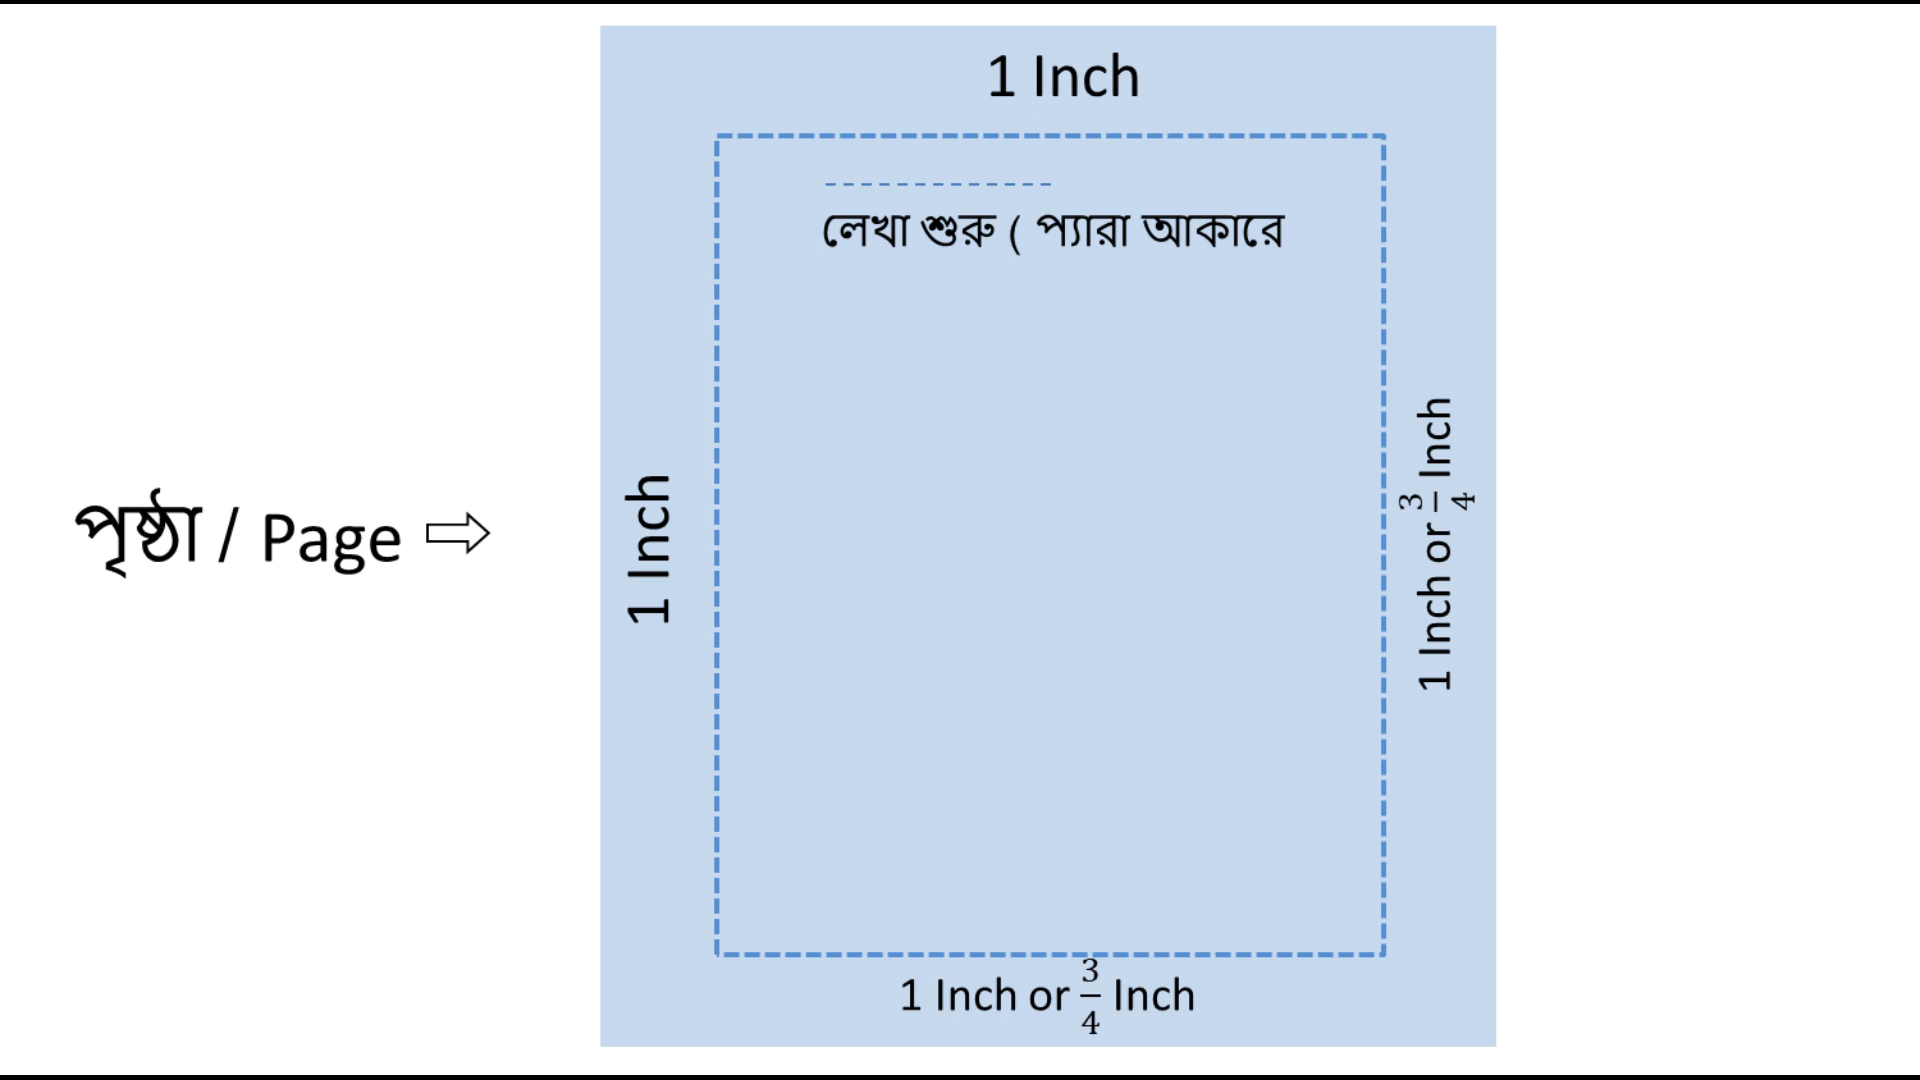 1 Inch
লেখা শুরু ( প্যারা আকারে
পৃষ্ঠা / Page ⇨
1 Inch
1 Inch or 3/4 Inch
1 Inch or 3/4 Inch